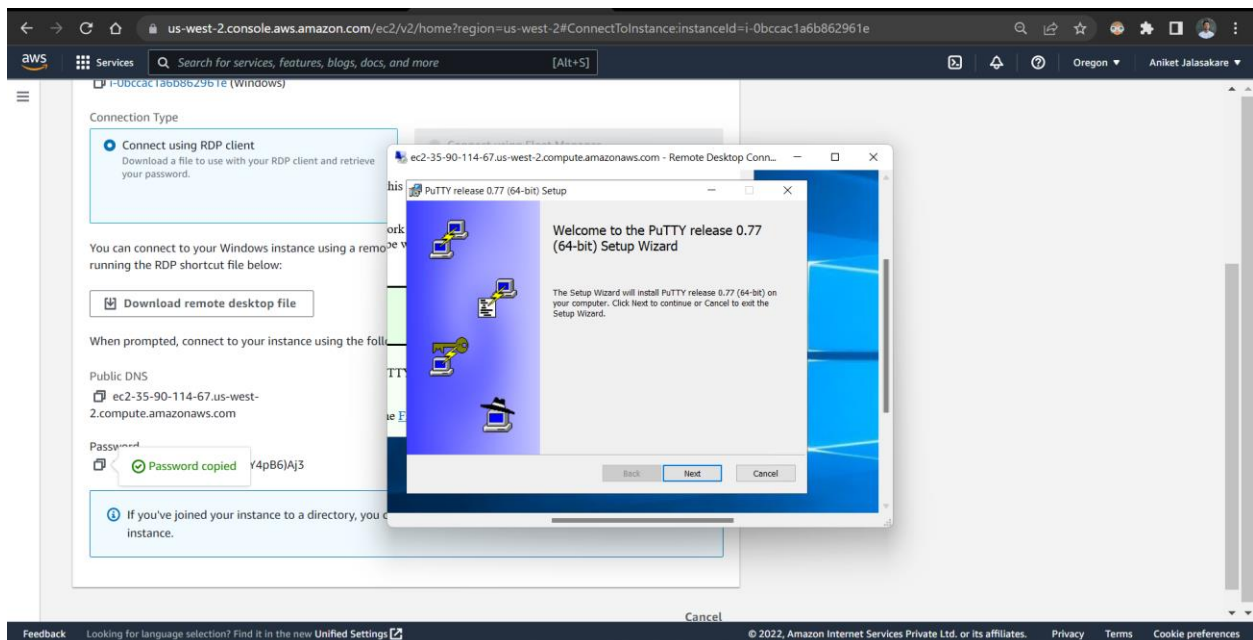 us-west-2.console.aws.amazon.com/ec2/v2/home?region=us-west-2#ConnectToInstance:instanceId=i-0bccac1a6b862961e
aws
Services
Search for services, features, blogs, docs, and more
[Alt+S]
Oregon
Aniket Jalasakare
i-0bccac1a6b862961e (Windows)
Connection Type
Connect using RDP client
Download a file to use with your RDP client and retrieve
your password.
You can connect to your Windows instance using a remo
running the RDP shortcut file below:
Download remote desktop file
When prompted, connect to your instance using the foll
Public DNS
ec2-35-90-114-67.us-west-
2.compute.amazonaws.com
Password
Password copied
Y4pB6)Aj3
If you've joined your instance to a directory, you c
instance.
Cancel
ec2-35-90-114-67.us-west-2.compute.amazonaws.com - Remote Desktop Conn...
PuTTY release 0.77 (64-bit) Setup
Welcome to the PuTTY release 0.77
(64-bit) Setup Wizard
The Setup Wizard will install PuTTY release 0.77 (64-bit) on
your computer. Click Next to continue or Cancel to exit the
Setup Wizard.
Back
Next
Cancel
Feedback
Looking for language selection? Find it in the new Unified Settings
© 2022, Amazon Internet Services Private Ltd. or its affiliates.
Privacy
Terms
Cookie preferences